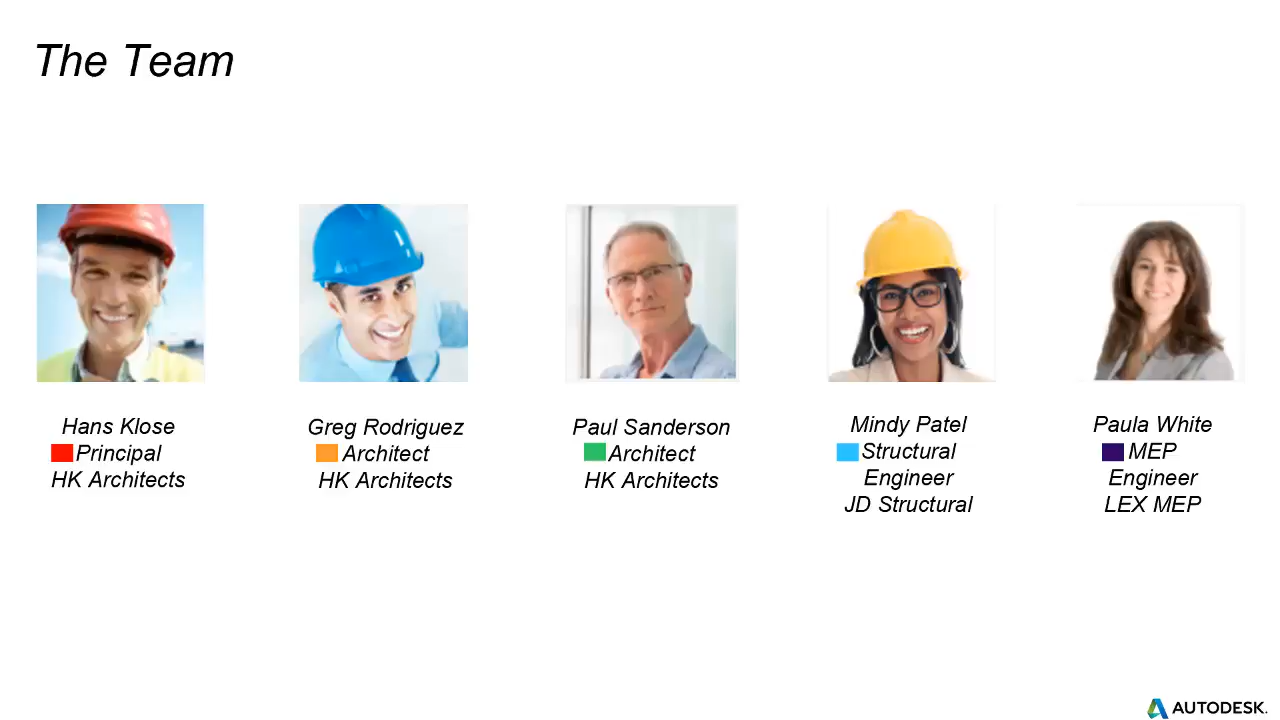 The Team
Hans Klose
Principal
HK Architects
Greg Rodriguez
Architect
HK Architects
Paul Sanderson
Architect
HK Architects
Mindy Patel
Structural
Engineer
JD Structural
Paula White
MEP
Engineer
LEX MEP
AUTODESK.